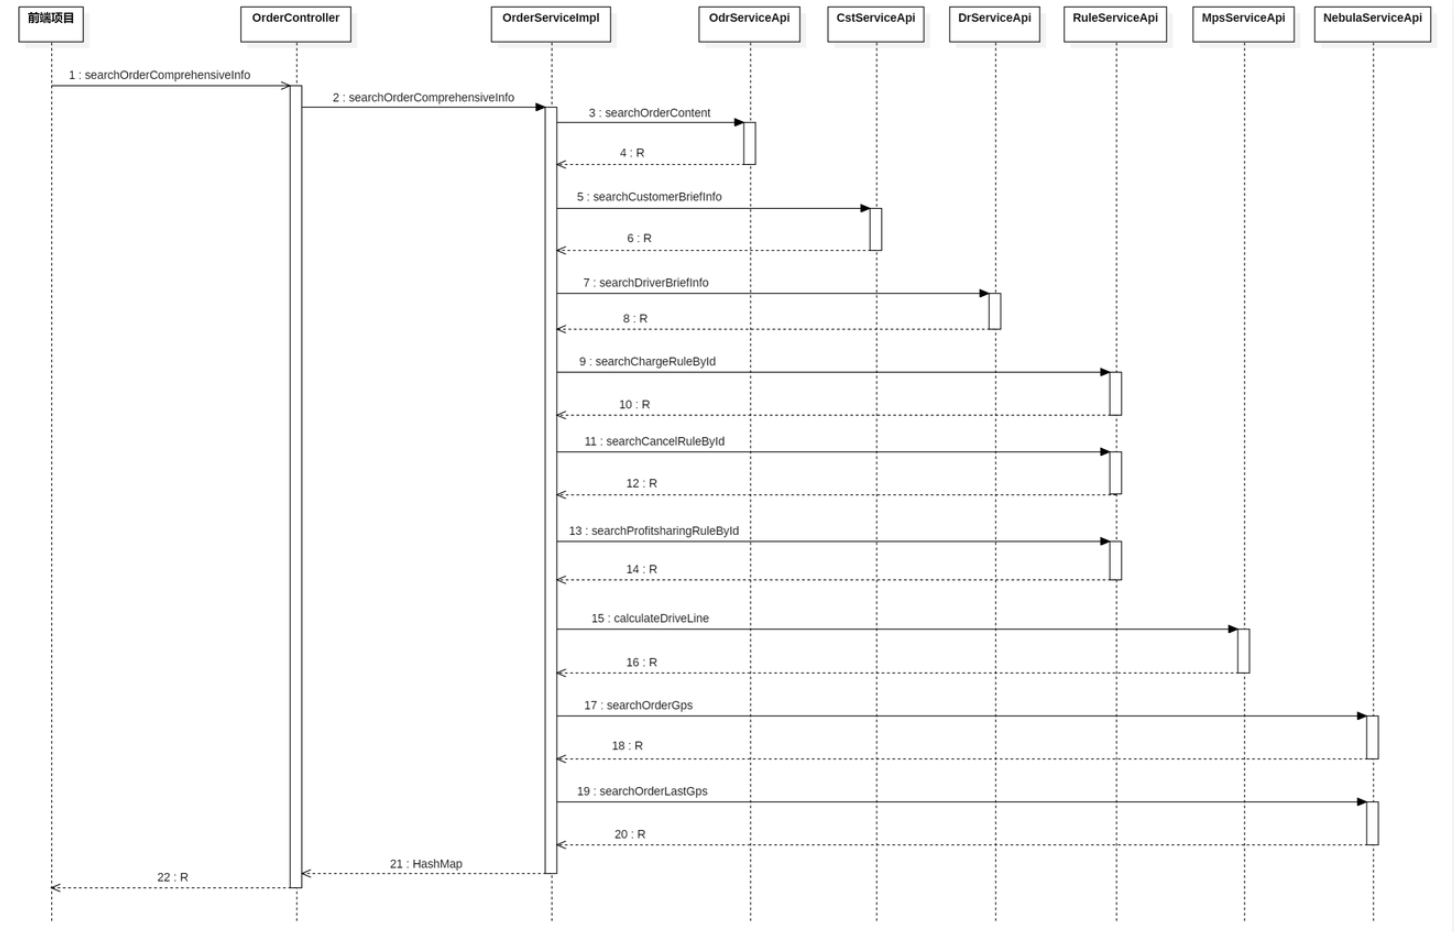 前端项目
OrderController
OrderServiceImpl
OdrServiceApi
CstServiceApi
DrServiceApi
RuleServiceApi
MpsServiceApi
NebulaServiceApi
1 : searchOrderComprehensiveInfo
2 : searchOrderComprehensiveInfo
3 : searchOrderContent
4 : R
5 : searchCustomerBriefInfo
6 : R
7 : searchDriverBriefInfo
8 : R
9 : searchChargeRuleById
10 : R
11 : searchCancelRuleById
12 : R
13 : searchProfitsharingRuleById
14 : R
15 : calculateDriveLine
16 : R
17 : searchOrderGps
18 : R
19 : searchOrderLastGps
20 : R
21 : HashMap
22 : R